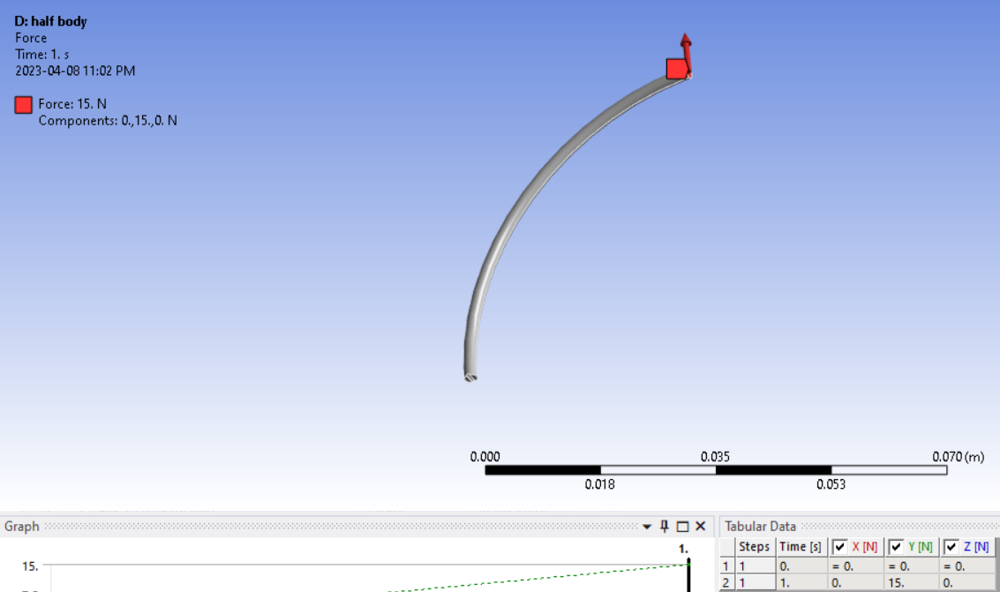 D: half body
Force
Time: 1. s
2023-04-08 11:02 PM
Force: 15. N
Components: 0.,15.,0. N
0.000 0.035 0.070 (m)
0.018 0.053
Graph
1.
15.
Tabular Data
Steps Time [s] X [N] Y [N] Z [N]
1 1 0. = 0. = 0. = 0.
2 1 1. 0. 15. 0.